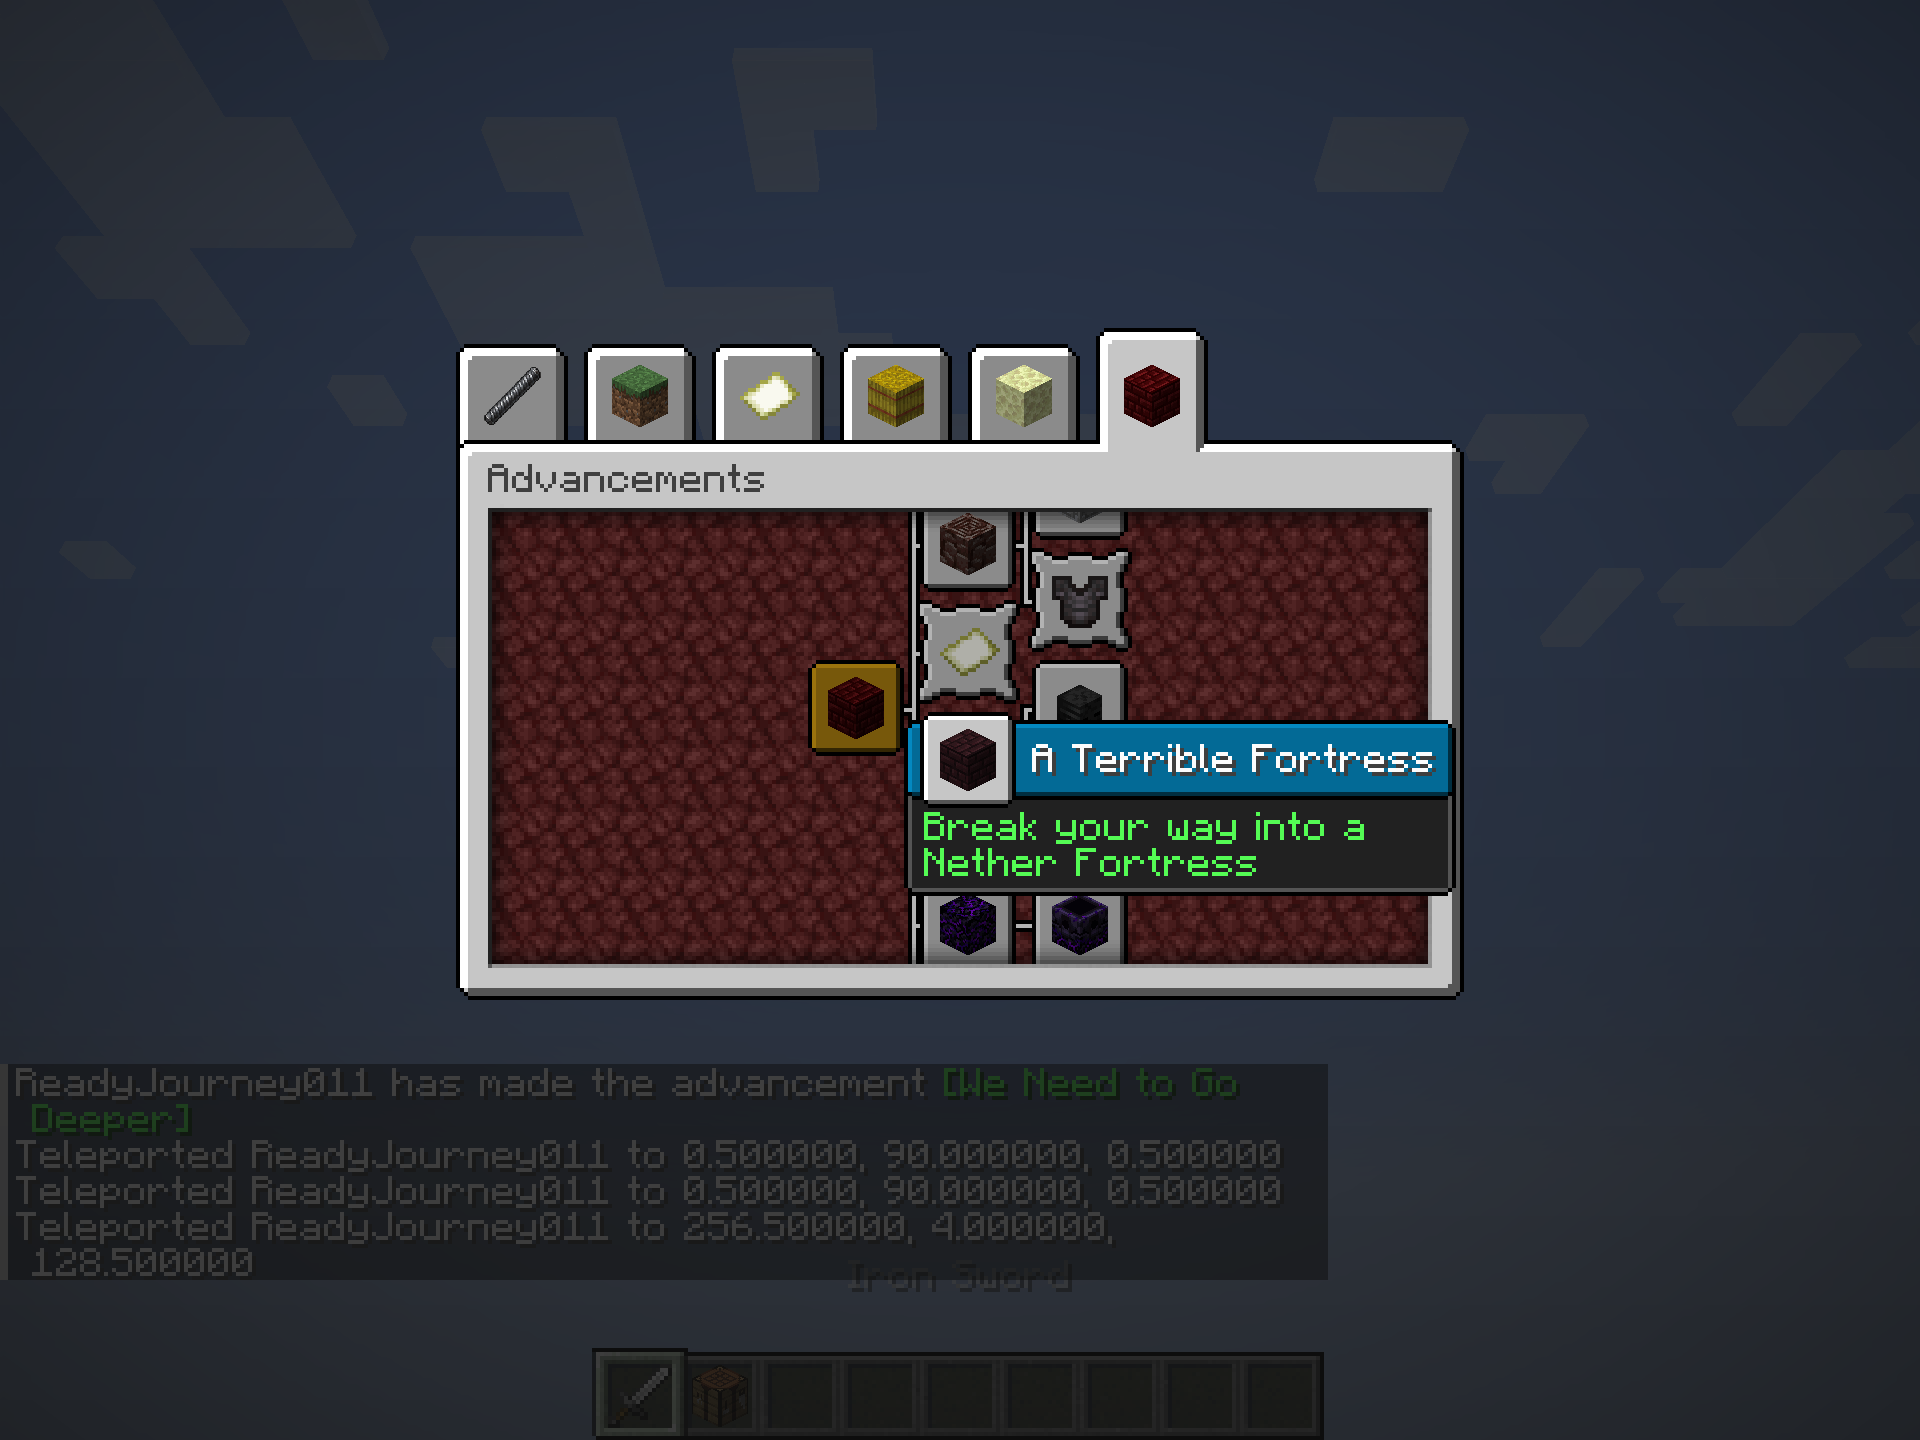 Advancements
A Terrible Fortress
Break your way into a
Nether Fortress
ReadyJourney011 has made the advancement [We Need to Go
Deeper]
Teleported ReadyJourney011 to 0.500000, 90.000000, 0.500000
Teleported ReadyJourney011 to 0.500000, 90.000000, 0.500000
Teleported ReadyJourney011 to 256.500000, 4.000000,
128.500000
Iron Sword